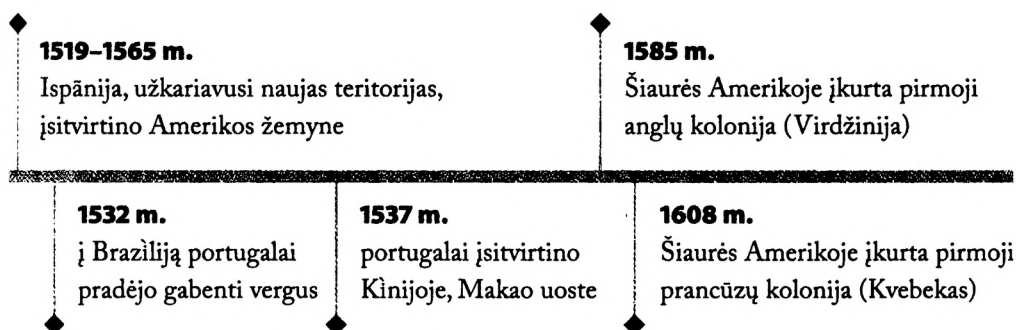 1519–1565 m.
Ispãnija, užkariavusi naujas teritorijas,
įsitvirtino Amerikos žemyne
1585 m.
Šiaurės Amerikoje įkurta pirmoji
anglų kolonija (Virdžinija)
1532 m.
į Brazìliją portugalai
pradėjo gabenti vergus
1537 m.
portugalai įsitvirtino
Kìnijoje, Makao uoste
1608 m.
Šiaurės Amerikoje įkurta pirmoji
prancūzų kolonija (Kvebekas)